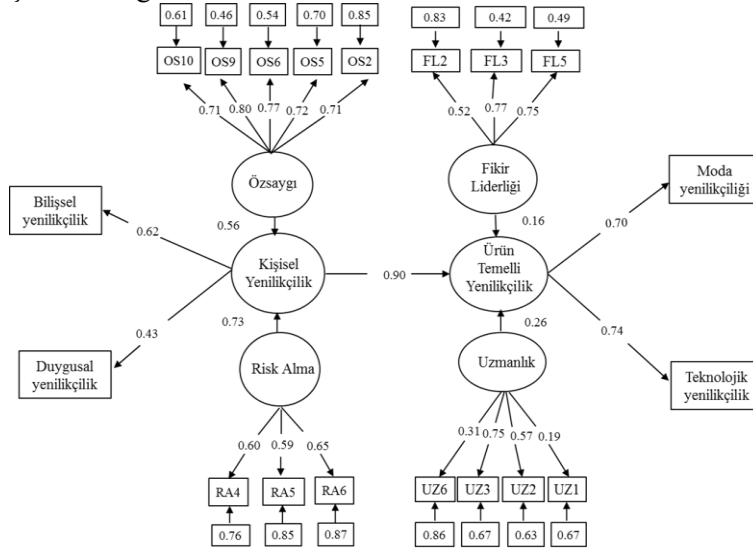 0.61 0.46 0.54 0.70 0.85
0.83 0.42 0.49
OS10 OS9 OS6 OS5 OS2
FL2 FL3 FL5
0.71 0.80 0.77 0.72 0.71
0.52 0.77 0.75
Özsaygı
Fikir
Liderliği
Moda
yenilikçiliği
Bilişsel
yenilikçilik
0.62
0.56
0.16
0.70
Kişisel
Yenilikçilik
0.90
Ürün
Temelli
Yenilikçilik
0.43
0.73
0.26
0.74
Duygusal
yenilikçilik
Risk Alma
Uzmanlık
Teknolojik
yenilikçilik
0.60 0.59 0.65
0.31 0.75 0.57 0.19
RA4 RA5 RA6
UZ6 UZ3 UZ2 UZ1
0.76 0.85 0.87
0.86 0.67 0.63 0.67